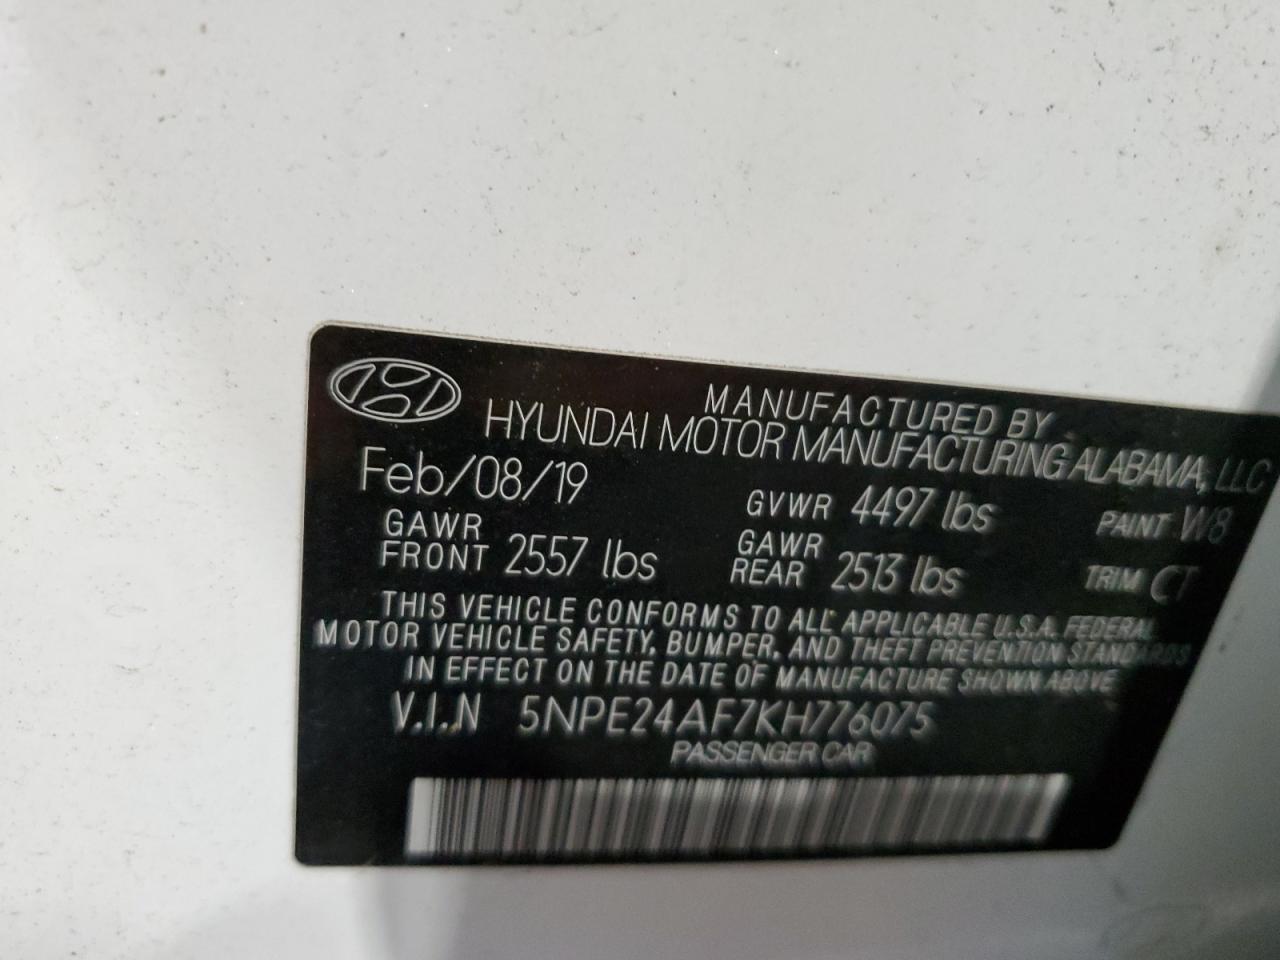 MANUFACTURED BY
HYUNDAI MOTOR MANUFACTURING ALABAMA, LLC
Feb/08/19 GVWR 4497 lbs PAINT W8
GAWR FRONT 2557 lbs GAWR REAR 2513 lbs TRIM CT
THIS VEHICLE CONFORMS TO ALL APPLICABLE U.S.A. FEDERAL
MOTOR VEHICLE SAFETY, BUMPER, AND THEFT PREVENTION STANDARDS
IN EFFECT ON THE DATE OF MANUFACTURE SHOWN ABOVE
V.I.N 5NPE24AF7KH776075
PASSENGER CAR